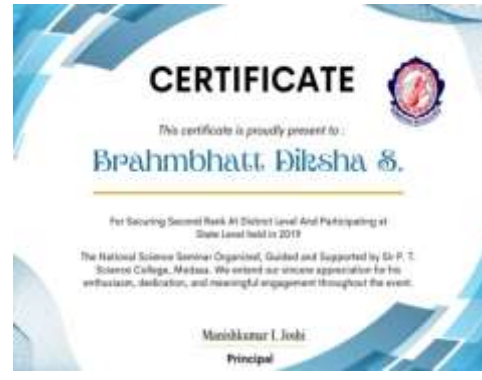 CERTIFICATE
This certificate is proudly present to :
Brahmbhatt Diksha S.
For Securing Second Rank At District Level And Participating at
State Level held in 2019
The National Science Seminar Organized, Guided and Supported by Sir P. T.
Science College, Modasa. We extend our sincere appreciation for his
enthusiasm, dedication, and meaningful engagement throughout the event.
Manishkumar I. Joshi
Principal